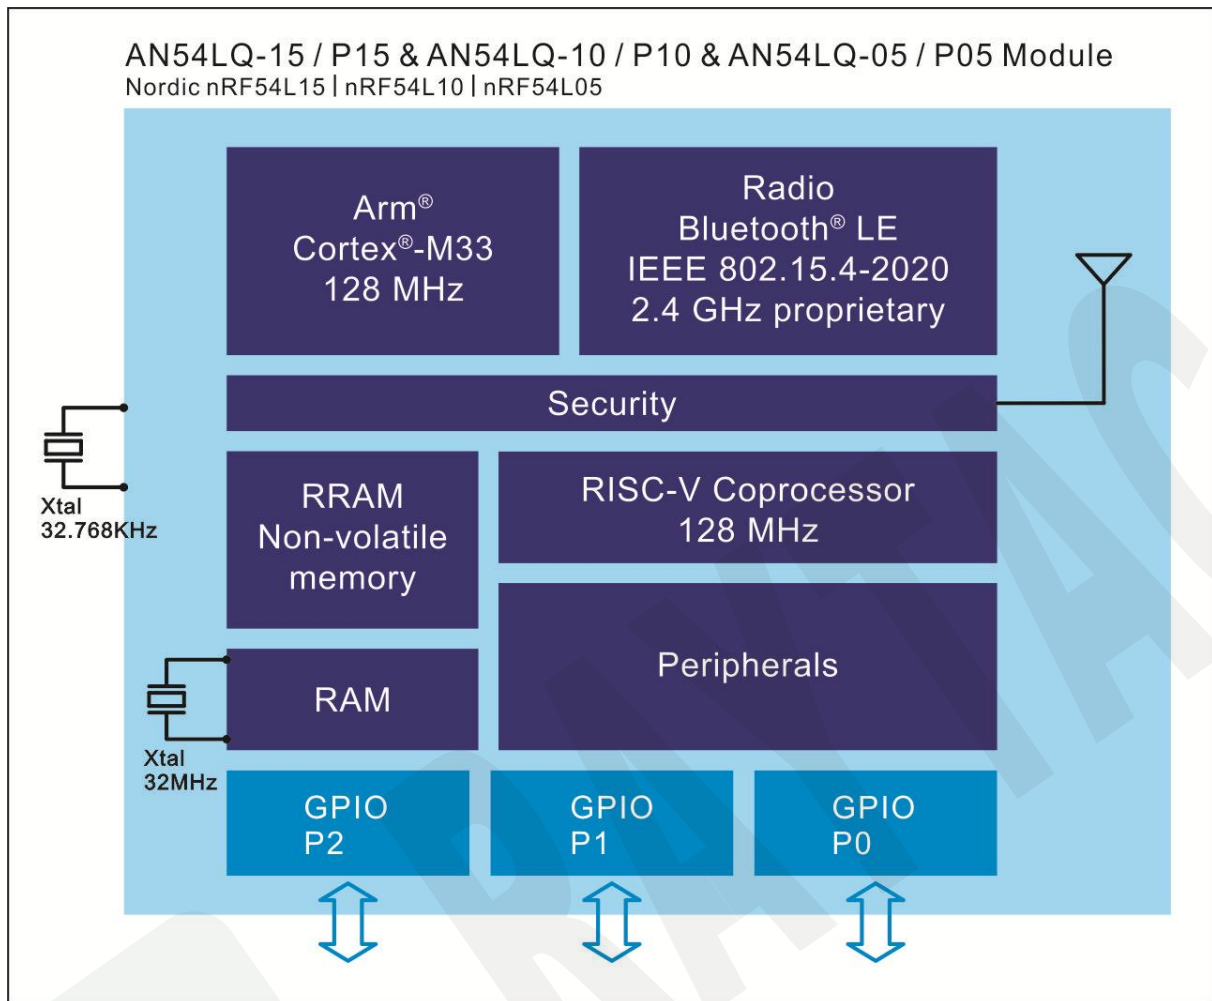 AN54LQ-15 / P15 & AN54LQ-10 / P10 & AN54LQ-05 / P05 Module
Nordic nRF54L15 | nRF54L10 | nRF54L05
Arm®
Cortex®-M33
128 MHz
Radio
Bluetooth® LE
IEEE 802.15.4-2020
2.4 GHz proprietary
Security
Xtal
32.768KHz
RRAM
Non-volatile
memory
RISC-V Coprocessor
128 MHz
Peripherals
RAM
Xtal
32MHz
GPIO
P2
GPIO
P1
GPIO
P0
RAYTAC